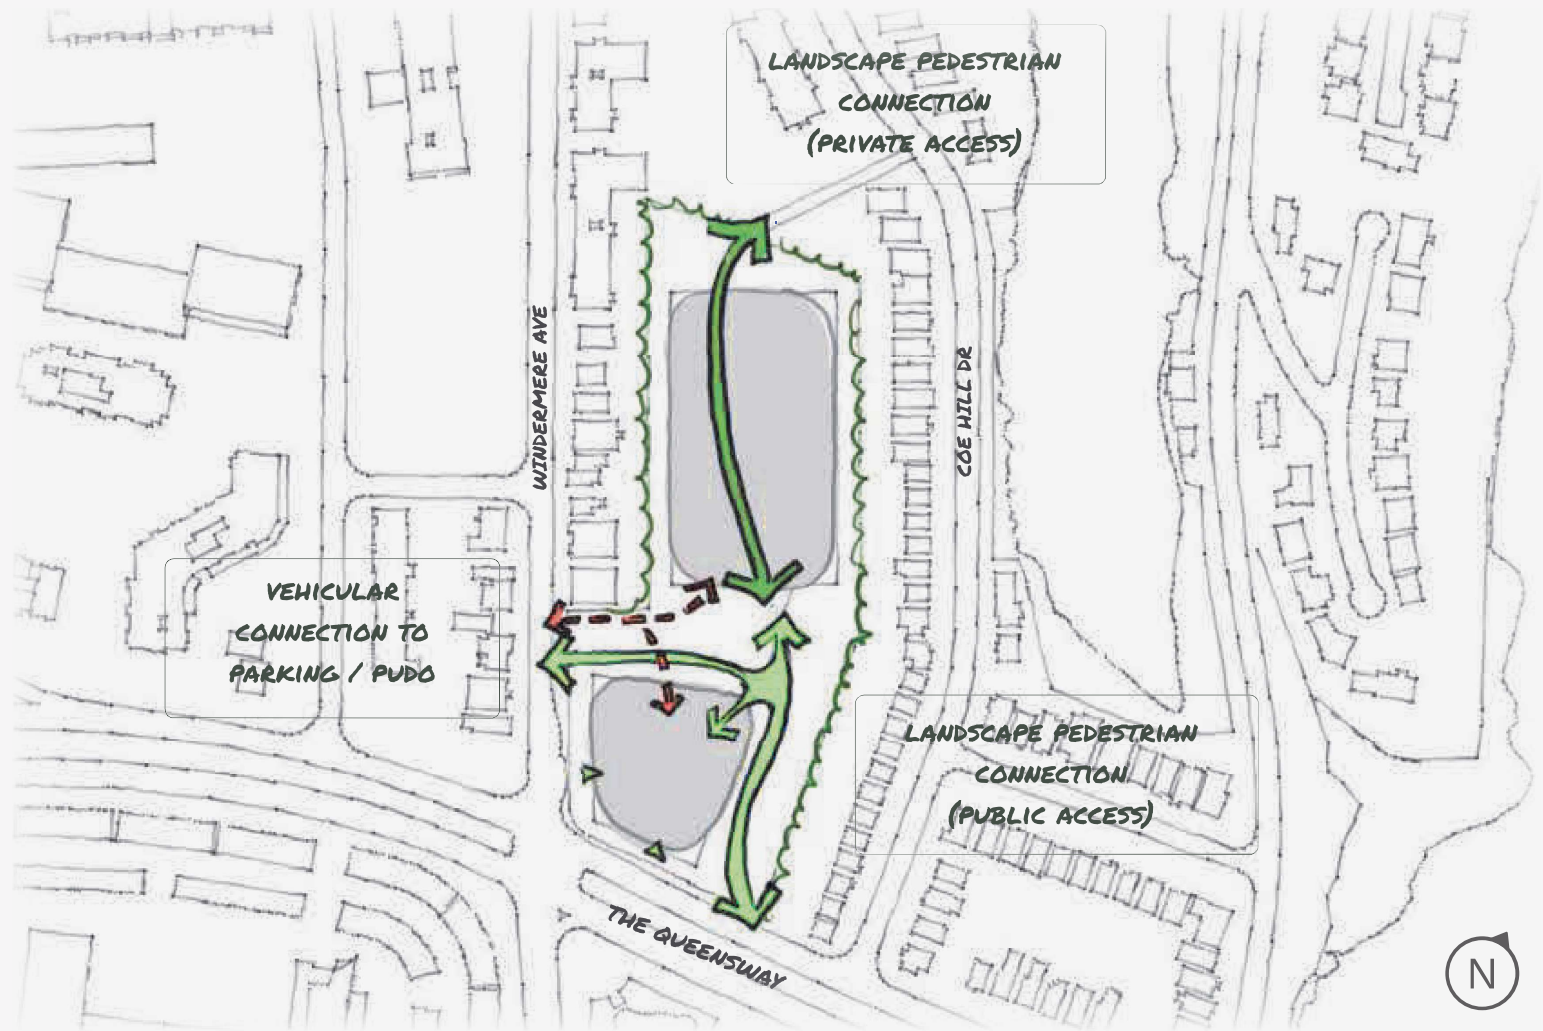 LANDSCAPE PEDESTRIAN
CONNECTION
(PRIVATE ACCESS)
WINDERMERE AVE
COE HILL DR
VEHICULAR
CONNECTION TO
PARKING / PUDO
LANDSCAPE PEDESTRIAN
CONNECTION
(PUBLIC ACCESS)
THE QUEENSWAY
N